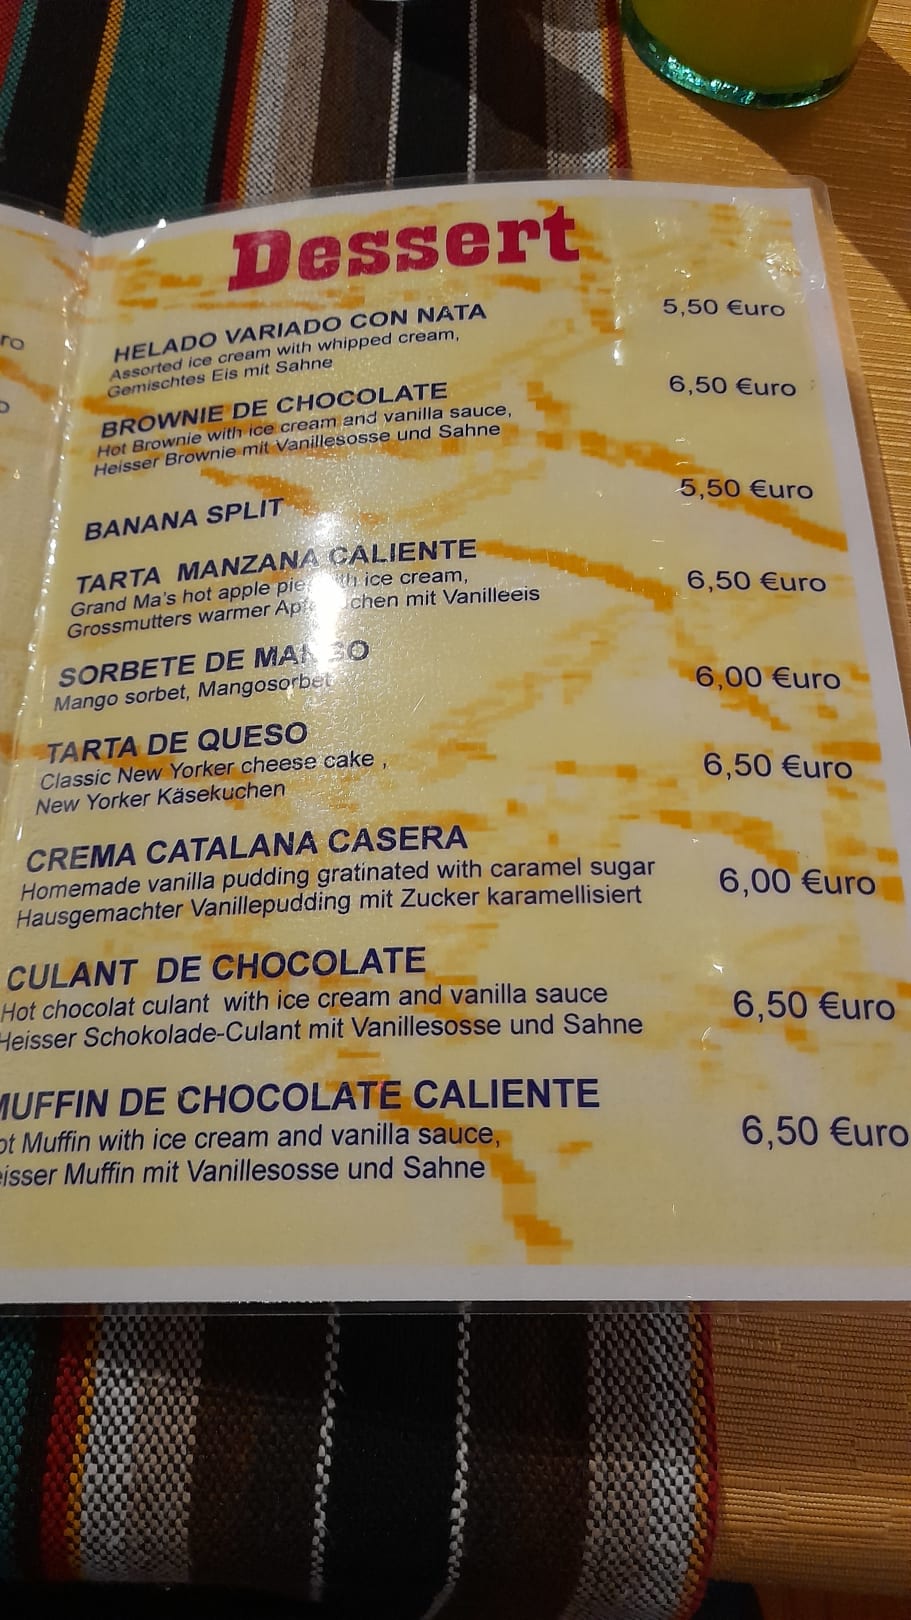 Dessert
HELADO VARIADO CON NATA 5,50 €uro
Assorted ice cream with whipped cream,
Gemischtes Eis mit Sahne
BROWNIE DE CHOCOLATE 6,50 €uro
Hot Brownie with ice cream and vanilla sauce,
Heisser Brownie mit Vanillesosse und Sahne
BANANA SPLIT 5,50 €uro
TARTA MANZANA CALIENTE 6,50 €uro
Grand Ma's hot apple pie with ice cream,
Grossmutters warmer mit Vanilleeis
SORBETE DE MANGO 6,00 €uro
Mango sorbet, Mangosorbet
TARTA DE QUESO 6,50 €uro
Classic New Yorker cheese cake ,
New Yorker Käsekuchen
CREMA CATALANA CASERA 6,00 €uro
Homemade vanilla pudding gratinated with caramel sugar
Hausgemachter Vanillepudding mit Zucker karamellisiert
CULANT DE CHOCOLATE 6,50 €uro
Hot chocolat culant with ice cream and vanilla sauce
Heisser Schokolade-Culant mit Vanillesosse und Sahne
MUFFIN DE CHOCOLATE CALIENTE 6,50 €uro
ot Muffin with ice cream and vanilla sauce,
eisser Muffin mit Vanillesosse und Sahne